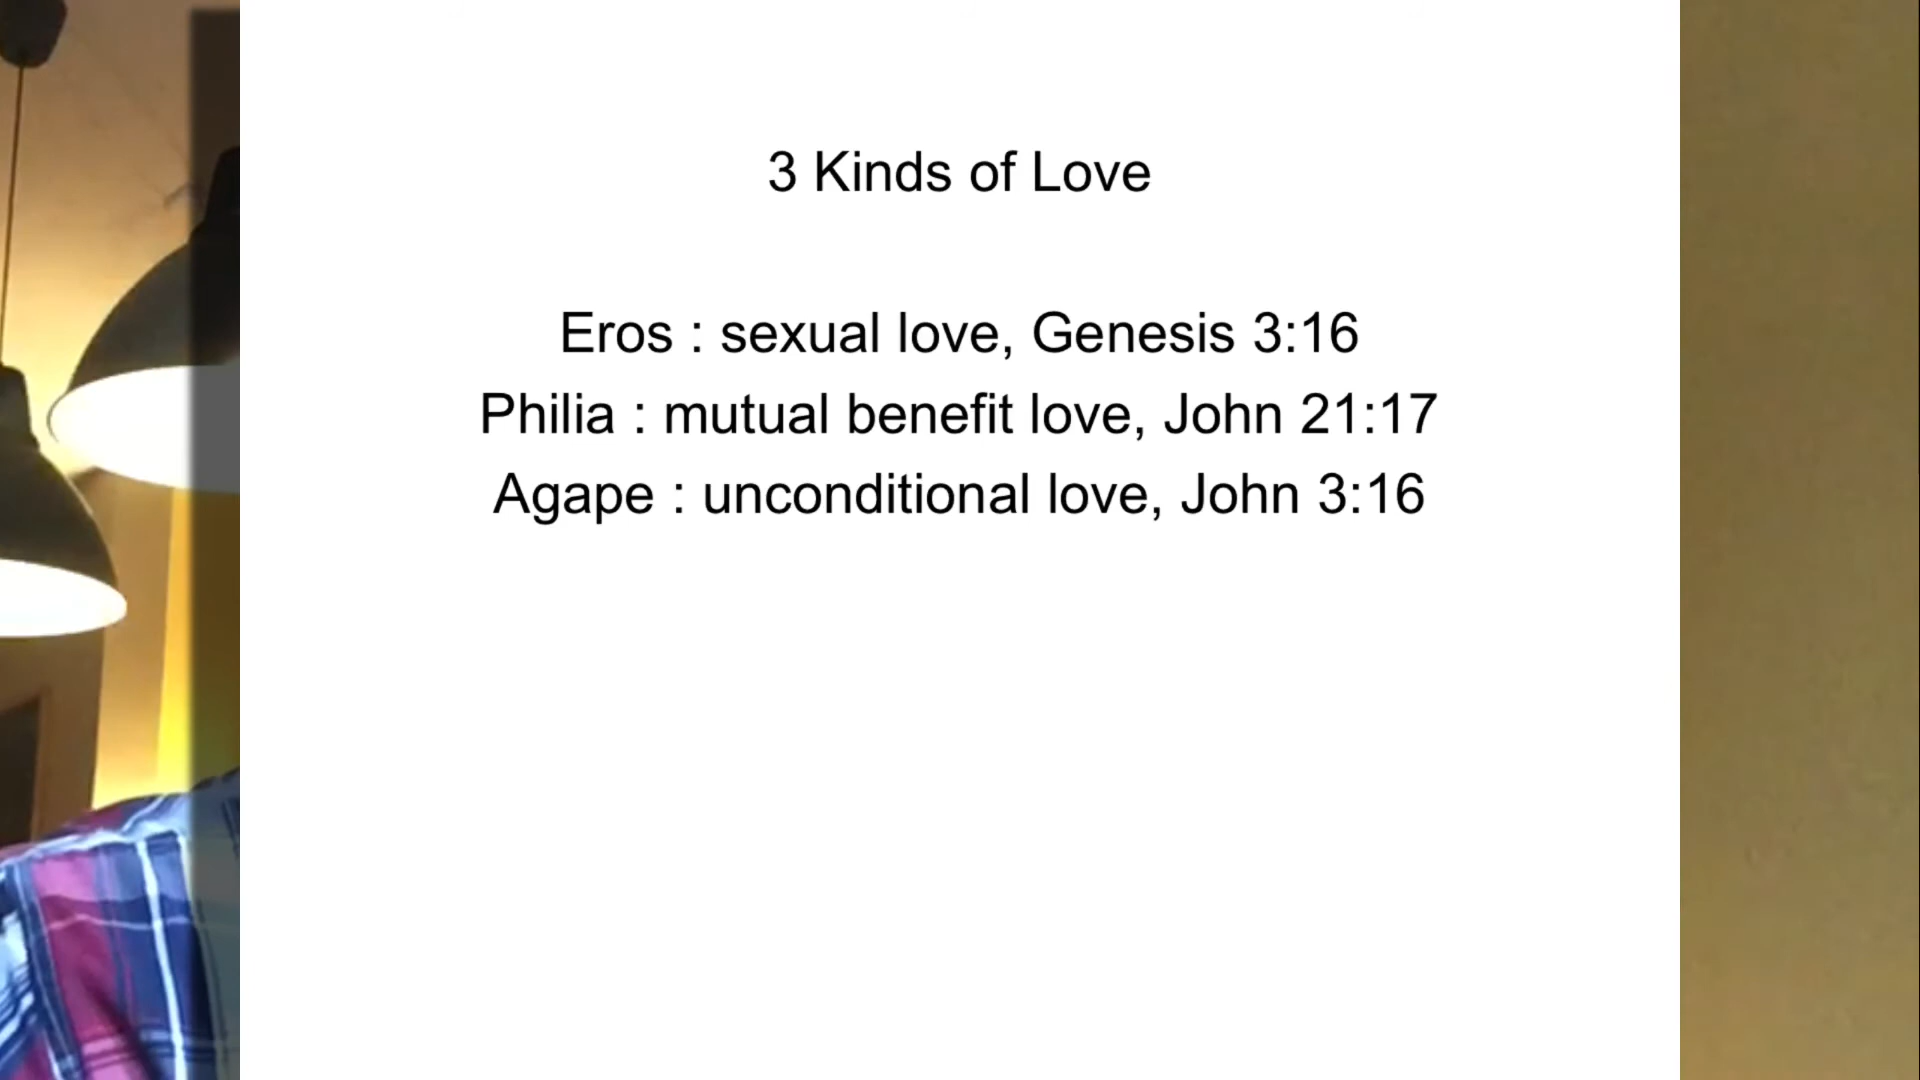 3 Kinds of Love
Eros : sexual love, Genesis 3:16
Philia : mutual benefit love, John 21:17
Agape : unconditional love, John 3:16